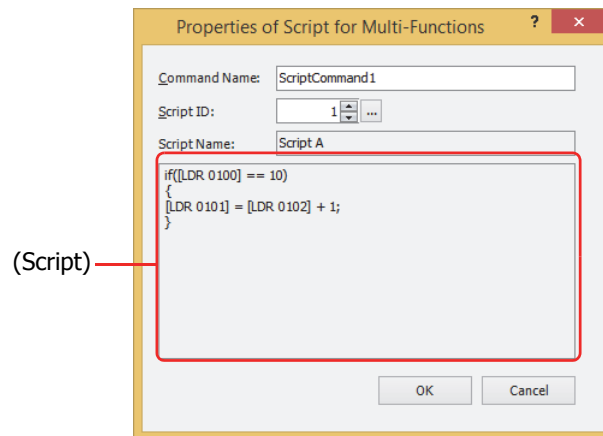 Properties of Script for Multi-Functions ? ×
Command Name: ScriptCommand1
Script ID: 1 ...
Script Name: Script A
if([LDR 0100] == 10)
{
[LDR 0101] = [LDR 0102] + 1;
}
(Script)
OK Cancel